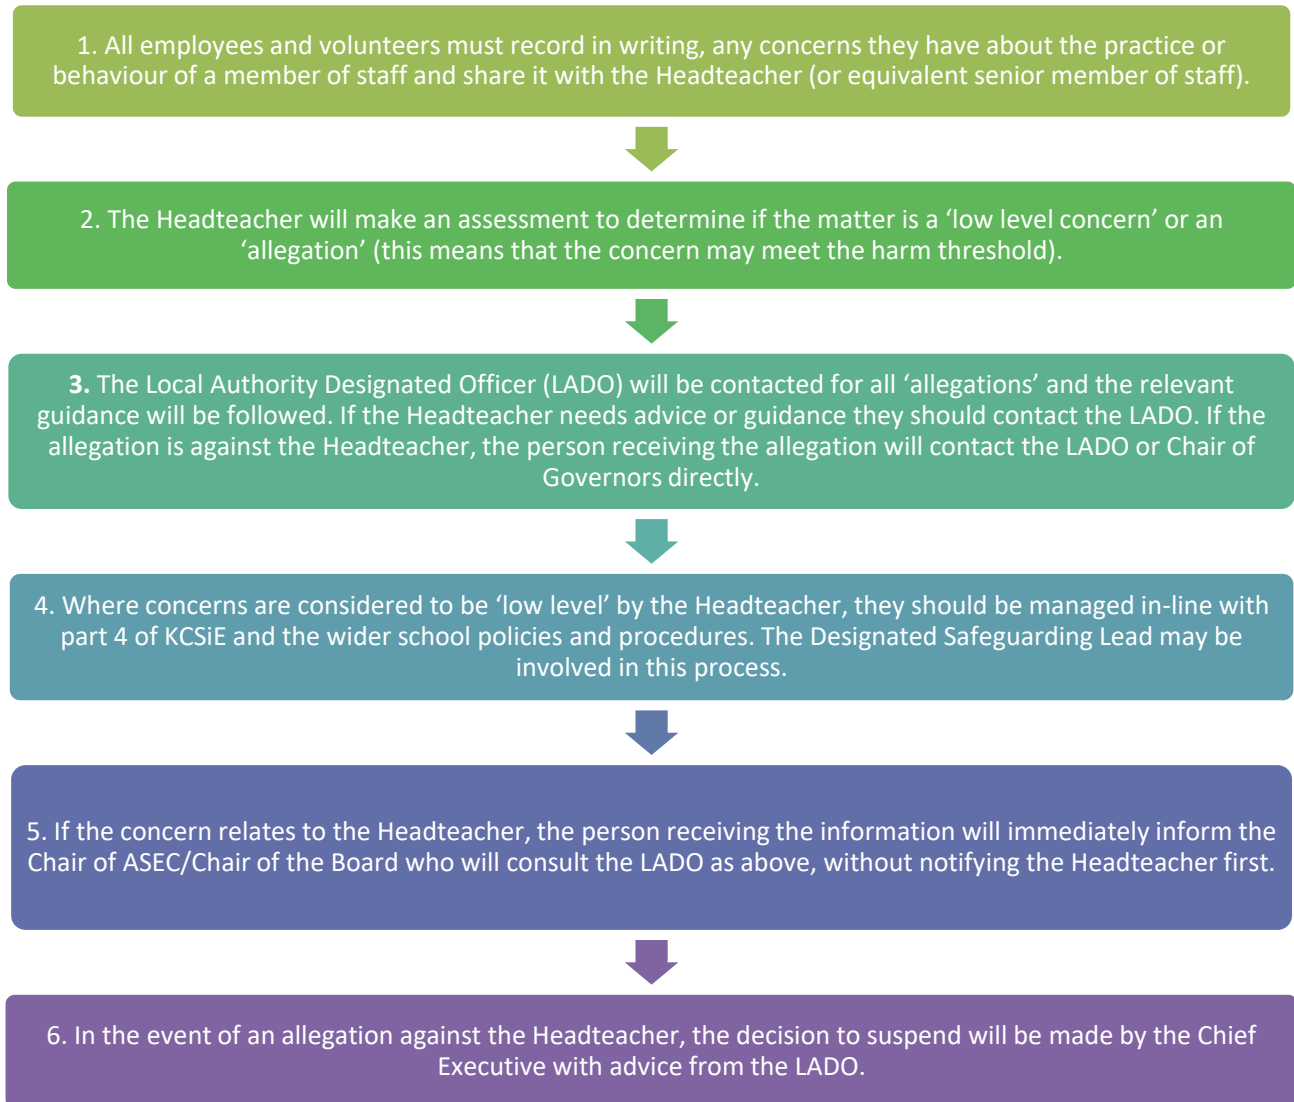 1. All employees and volunteers must record in writing, any concerns they have about the practice or
behaviour of a member of staff and share it with the Headteacher (or equivalent senior member of staff).
2. The Headteacher will make an assessment to determine if the matter is a ‘low level concern’ or an
‘allegation’ (this means that the concern may meet the harm threshold).
3. The Local Authority Designated Officer (LADO) will be contacted for all ‘allegations’ and the relevant
guidance will be followed. If the Headteacher needs advice or guidance they should contact the LADO. If the
allegation is against the Headteacher, the person receiving the allegation will contact the LADO or Chair of
Governors directly.
4. Where concerns are considered to be ‘low level’ by the Headteacher, they should be managed in-line with
part 4 of KCSiE and the wider school policies and procedures. The Designated Safeguarding Lead may be
involved in this process.
5. If the concern relates to the Headteacher, the person receiving the information will immediately inform the
Chair of ASEC/Chair of the Board who will consult the LADO as above, without notifying the Headteacher first.
6. In the event of an allegation against the Headteacher, the decision to suspend will be made by the Chief
Executive with advice from the LADO.